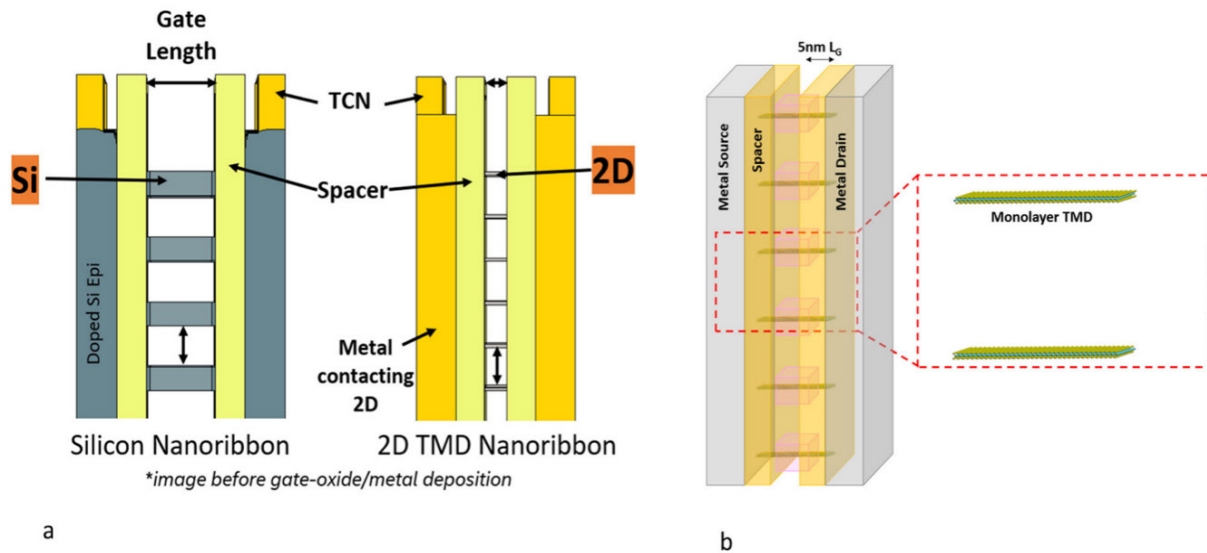 Gate
Length
TCN
Si
Spacer
2D
Doped Si Epi
Metal
contacting
2D
Silicon Nanoribbon
2D TMD Nanoribbon
*image before gate-oxide/metal deposition
a
5nm LG
Metal Source
Spacer
Metal Drain
Monolayer TMD
b